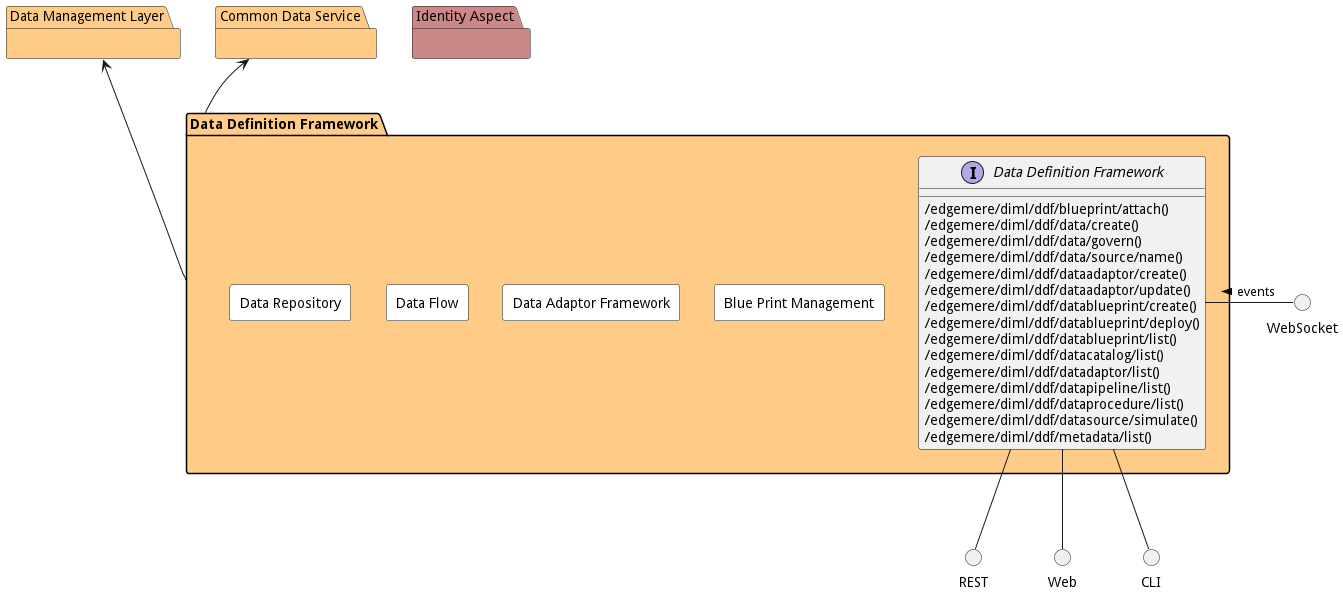 Data Management Layer
Common Data Service
Identity Aspect
Data Definition Framework
I
Data Definition Framework
/edgemere/diml/ddf/blueprint/attach()
/edgemere/diml/ddf/data/create()
/edgemere/diml/ddf/data/govern()
/edgemere/diml/ddf/data/source/name()
/edgemere/diml/ddf/dataadaptor/create()
/edgemere/diml/ddf/dataadaptor/update()
/edgemere/diml/ddf/datablueprint/create()
/edgemere/diml/ddf/datablueprint/deploy()
/edgemere/diml/ddf/datablueprint/list()
/edgemere/diml/ddf/datacatalog/list()
/edgemere/diml/ddf/datadaptor/list()
/edgemere/diml/ddf/datapipeline/list()
/edgemere/diml/ddf/dataprocedure/list()
/edgemere/diml/ddf/datasource/simulate()
/edgemere/diml/ddf/metadata/list()
Data Repository
Data Flow
Data Adaptor Framework
Blue Print Management
events
WebSocket
REST
Web
CLI